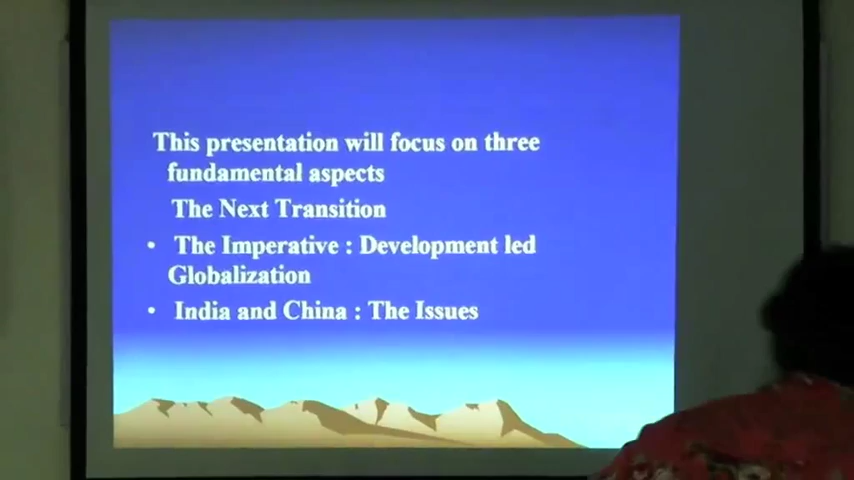 This presentation will focus on three
fundamental aspects
The Next Transition
• The Imperative : Development led
Globalization
• India and China : The Issues